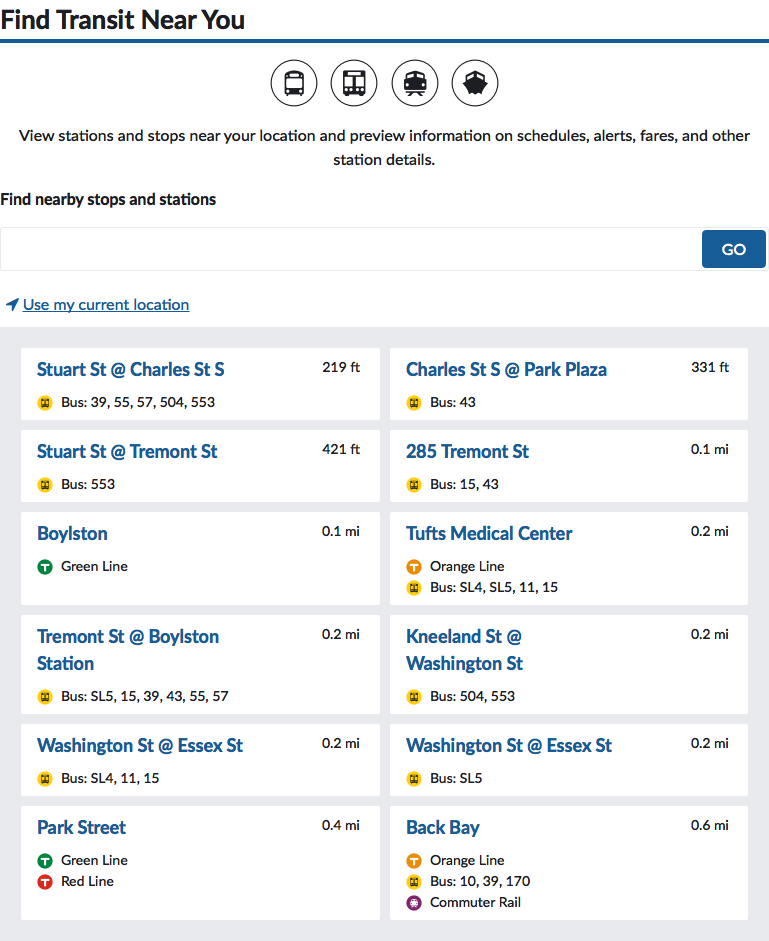 Find Transit Near You
View stations and stops near your location and preview information on schedules, alerts, fares, and other
station details.
Find nearby stops and stations
GO
Use my current location
Stuart St @ Charles St S
219 ft
Bus: 39, 55, 57, 504, 553
Charles St S @ Park Plaza
331 ft
Bus: 43
Stuart St @ Tremont St
421 ft
Bus: 553
285 Tremont St
0.1 mi
Bus: 15, 43
Boylston
0.1 mi
T Green Line
Tufts Medical Center
0.2 mi
T Orange Line
Bus: SL4, SL5, 11, 15
Tremont St @ Boylston
Station
0.2 mi
Bus: SL5, 15, 39, 43, 55, 57
Kneeland St @
Washington St
0.2 mi
Bus: 504, 553
Washington St @ Essex St
0.2 mi
Bus: SL4, 11, 15
Washington St @ Essex St
0.2 mi
Bus: SL5
Park Street
0.4 mi
T Green Line
T Red Line
Back Bay
0.6 mi
T Orange Line
Bus: 10, 39, 170
Commuter Rail